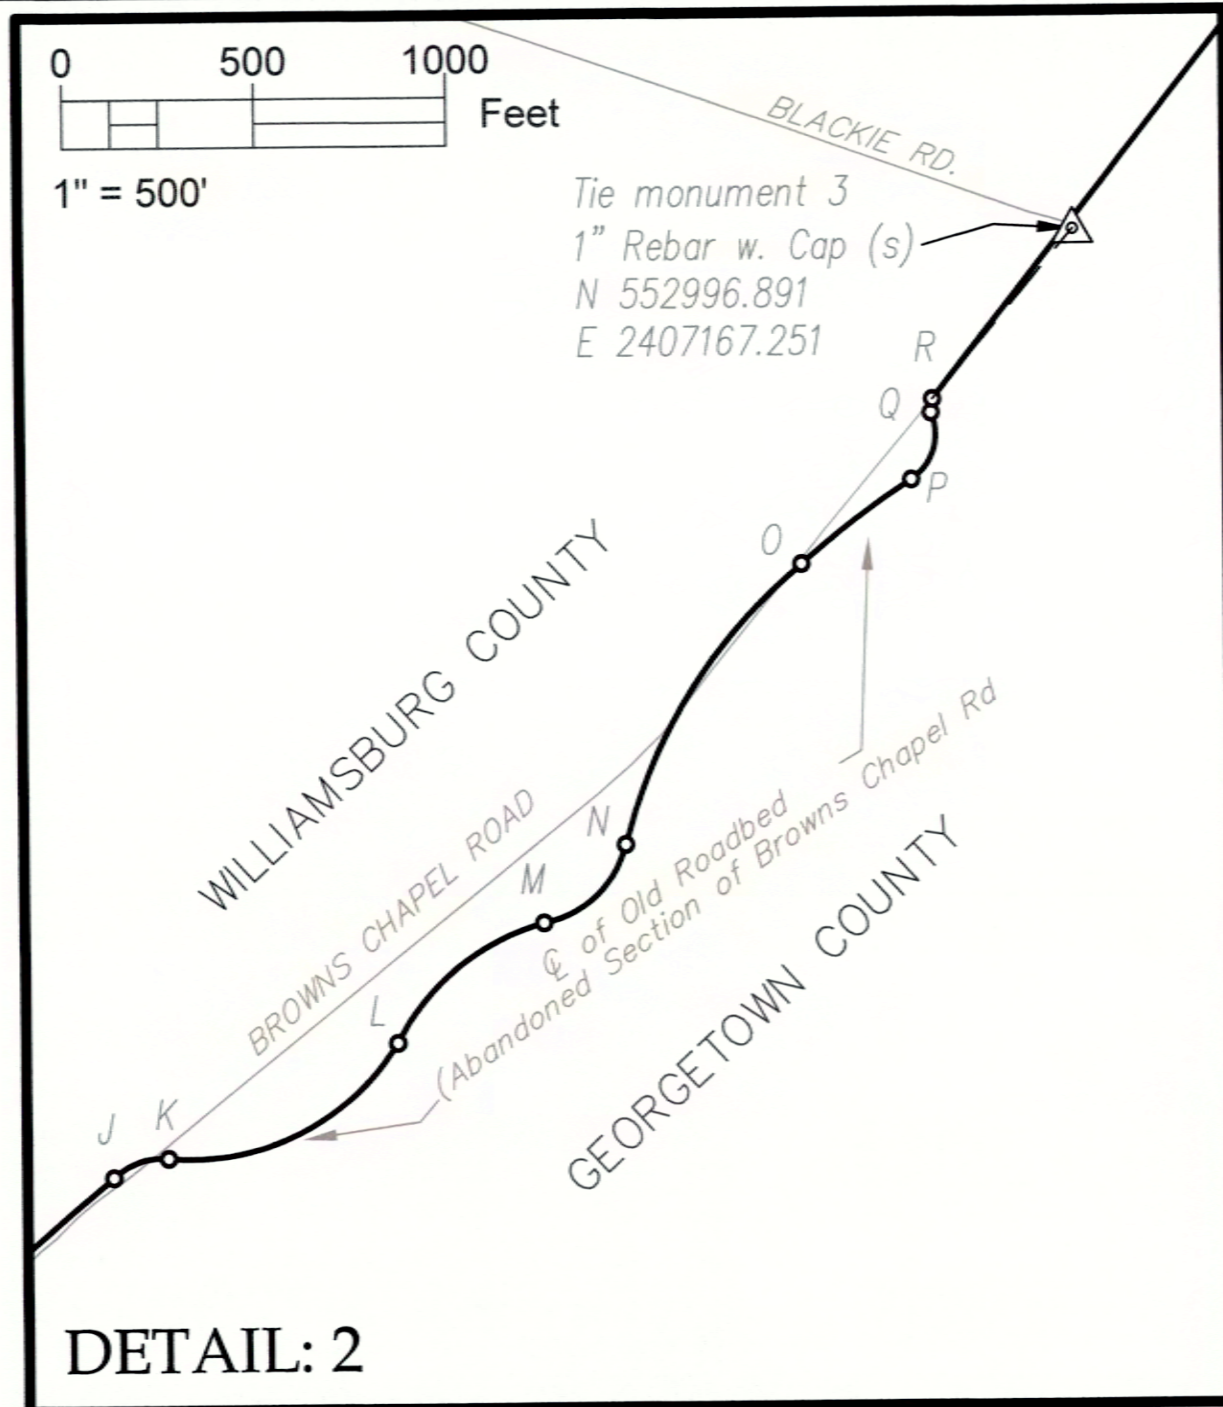 0 500 1000
Feet
1" = 500'
BLACKIE RD.
Tie monument 3
1" Rebar w. Cap (s)
N 552996.891
E 2407167.251
R
Q
P
O
WILLIAMSBURG COUNTY
N
M
BROWNS CHAPEL ROAD
℄ of Old Roadbed
(Abandoned Section of Browns Chapel Rd
L
GEORGETOWN COUNTY
J K
DETAIL: 2